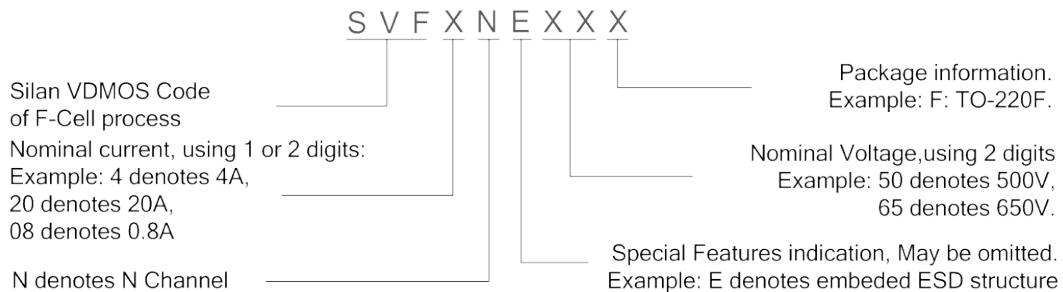 S V F X N E X X X
Silan VDMOS Code
of F-Cell process
Nominal current, using 1 or 2 digits:
Example: 4 denotes 4A,
20 denotes 20A,
08 denotes 0.8A
N denotes N Channel
Package information.
Example: F: TO-220F.
Nominal Voltage,using 2 digits
Example: 50 denotes 500V,
65 denotes 650V.
Special Features indication, May be omitted.
Example: E denotes embeded ESD structure